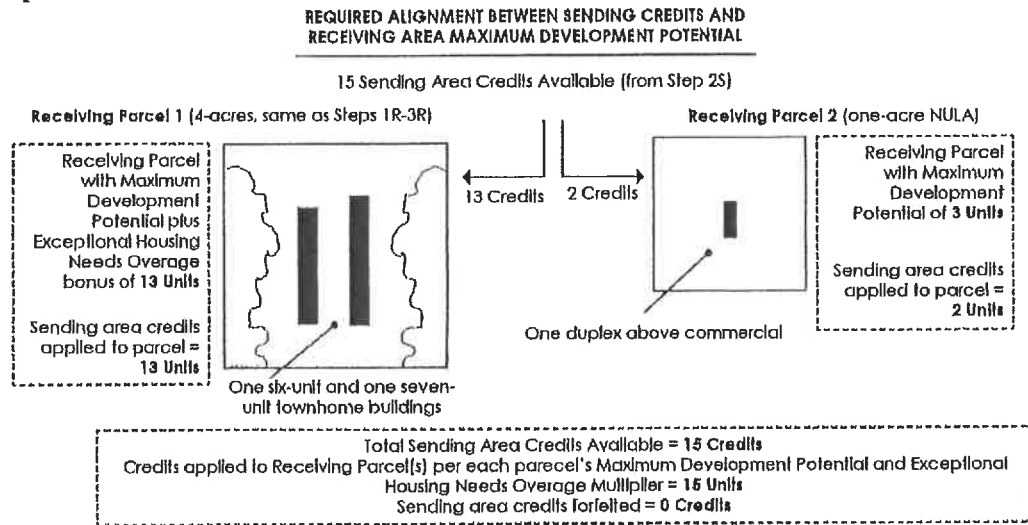 REQUIRED ALIGNMENT BETWEEN SENDING CREDITS AND
RECEIVING AREA MAXIMUM DEVELOPMENT POTENTIAL
15 Sending Area Credits Available (from Step 2S)
Receiving Parcel 1 (4-acres, same as Steps 1R-3R)
Receiving Parcel
with Maximum
Development
Potential plus
Exceptional Housing
Needs Overage
bonus of 13 Units
Sending area credits
applied to parcel =
13 Units
13 Credits
2 Credits
One six-unit and one seven-
unit townhome buildings
Receiving Parcel 2 (one-acre NULA)
Receiving Parcel
with Maximum
Development
Potential of 3 Units
Sending area credits
applied to parcel =
2 Units
One duplex above commercial
Total Sending Area Credits Available = 15 Credits
Credits applied to Receiving Parcel(s) per each parecel's Maximum Development Potential and Exceptional
Housing Needs Overage Multiplier = 15 Units
Sending area credits forfeited = 0 Credits